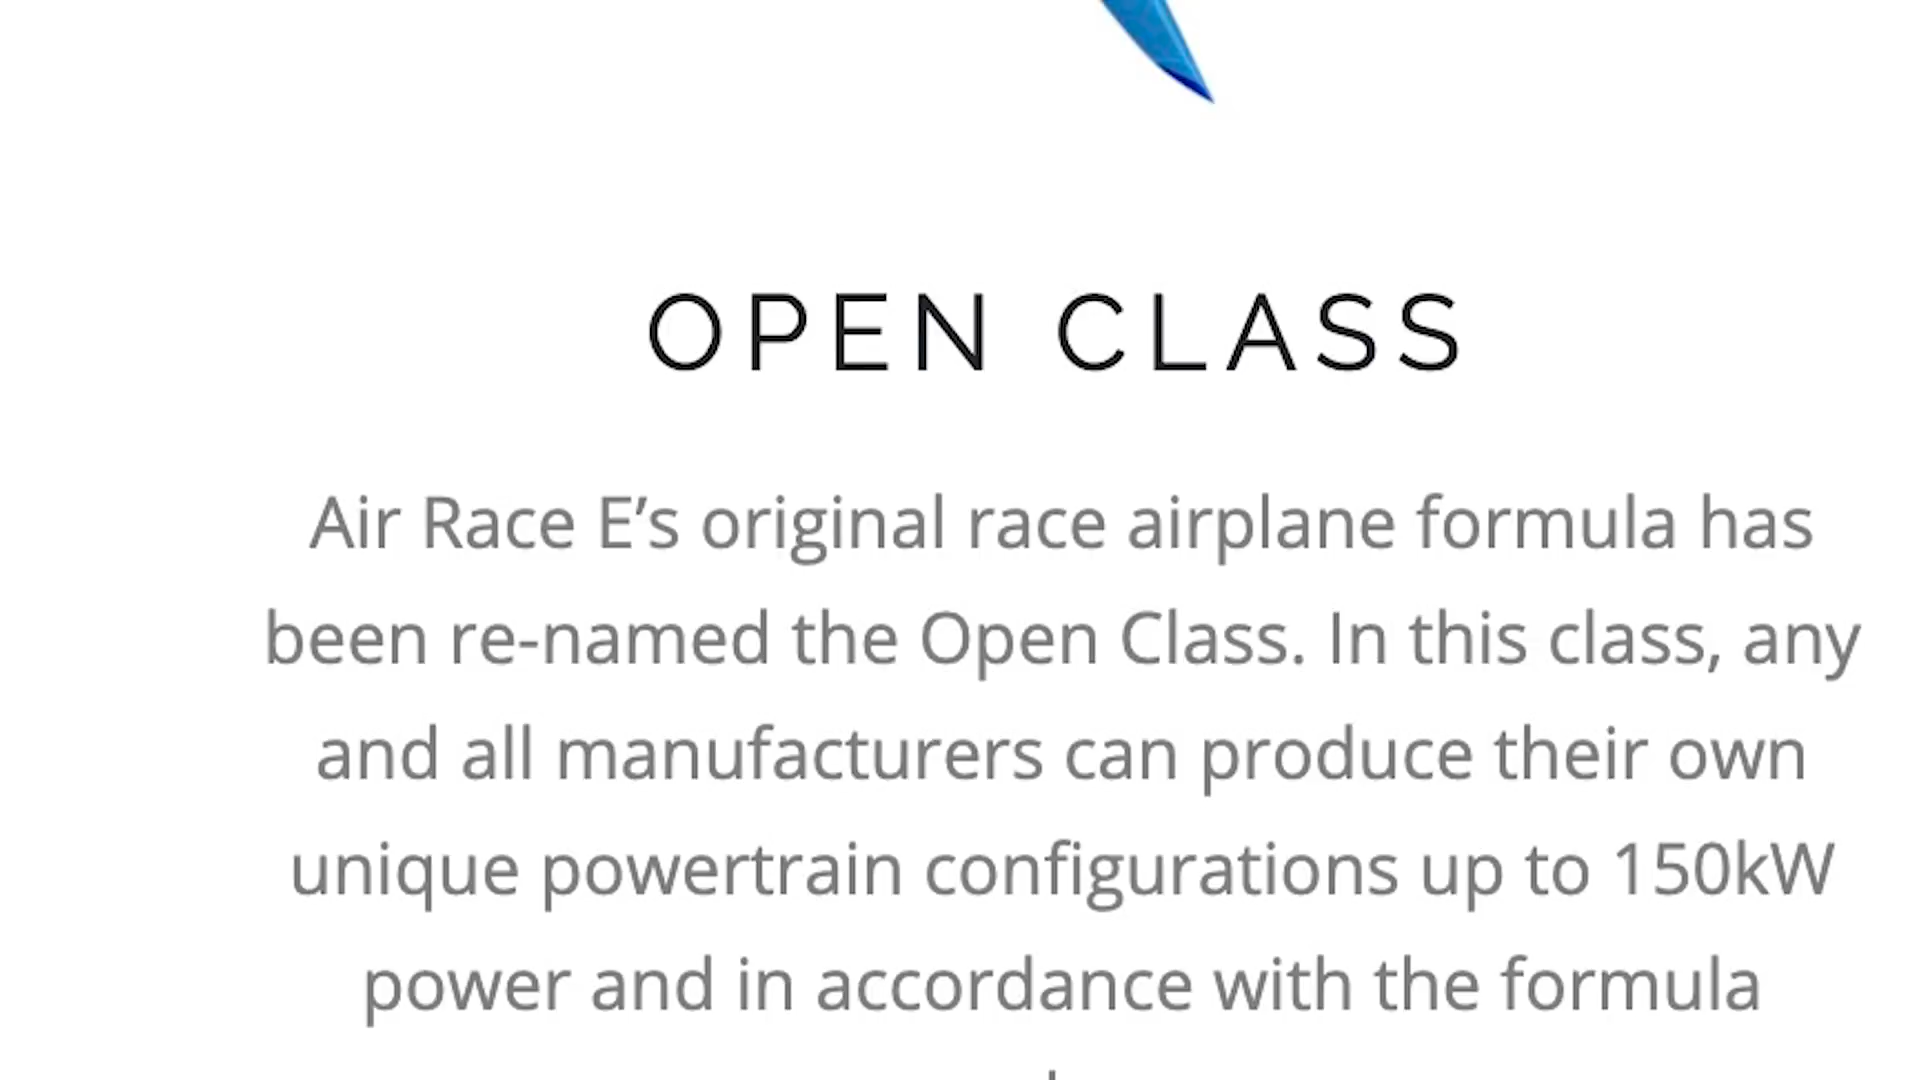 OPEN CLASS
Air Race E’s original race airplane formula has
been re-named the Open Class. In this class, any
and all manufacturers can produce their own
unique powertrain configurations up to 150kW
power and in accordance with the formula